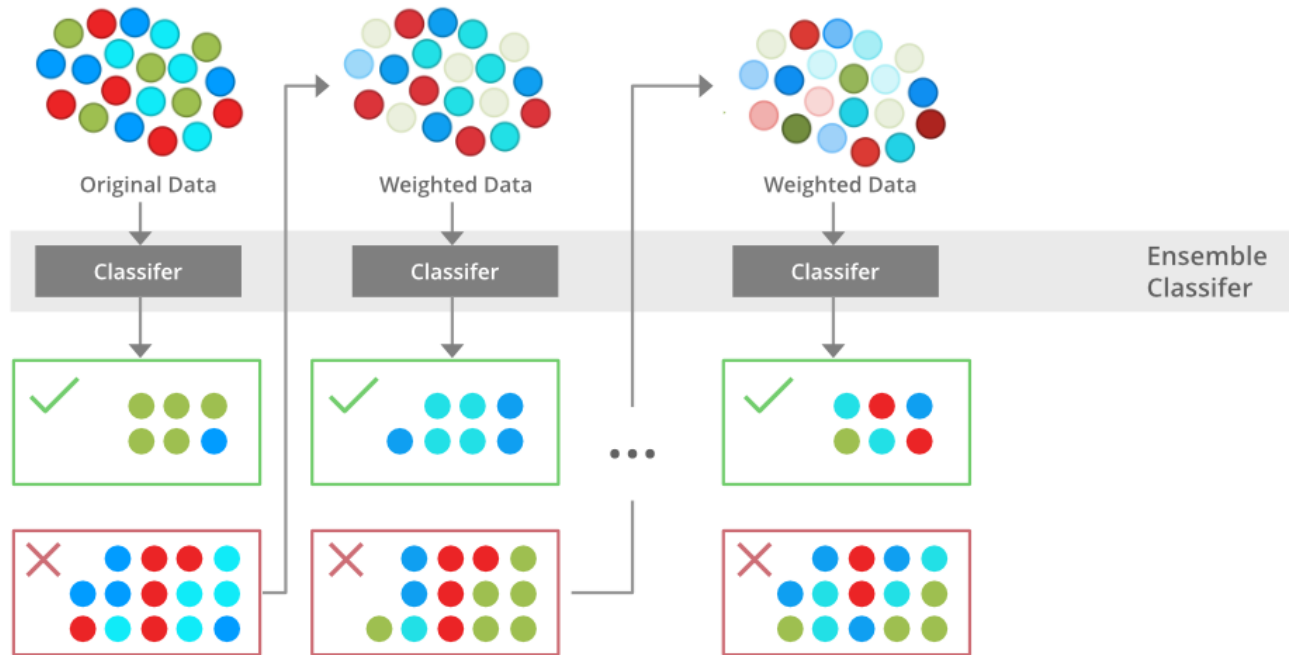 Original Data
Weighted Data
Weighted Data
Classifer
Classifer
Classifer
Ensemble
Classifer
...